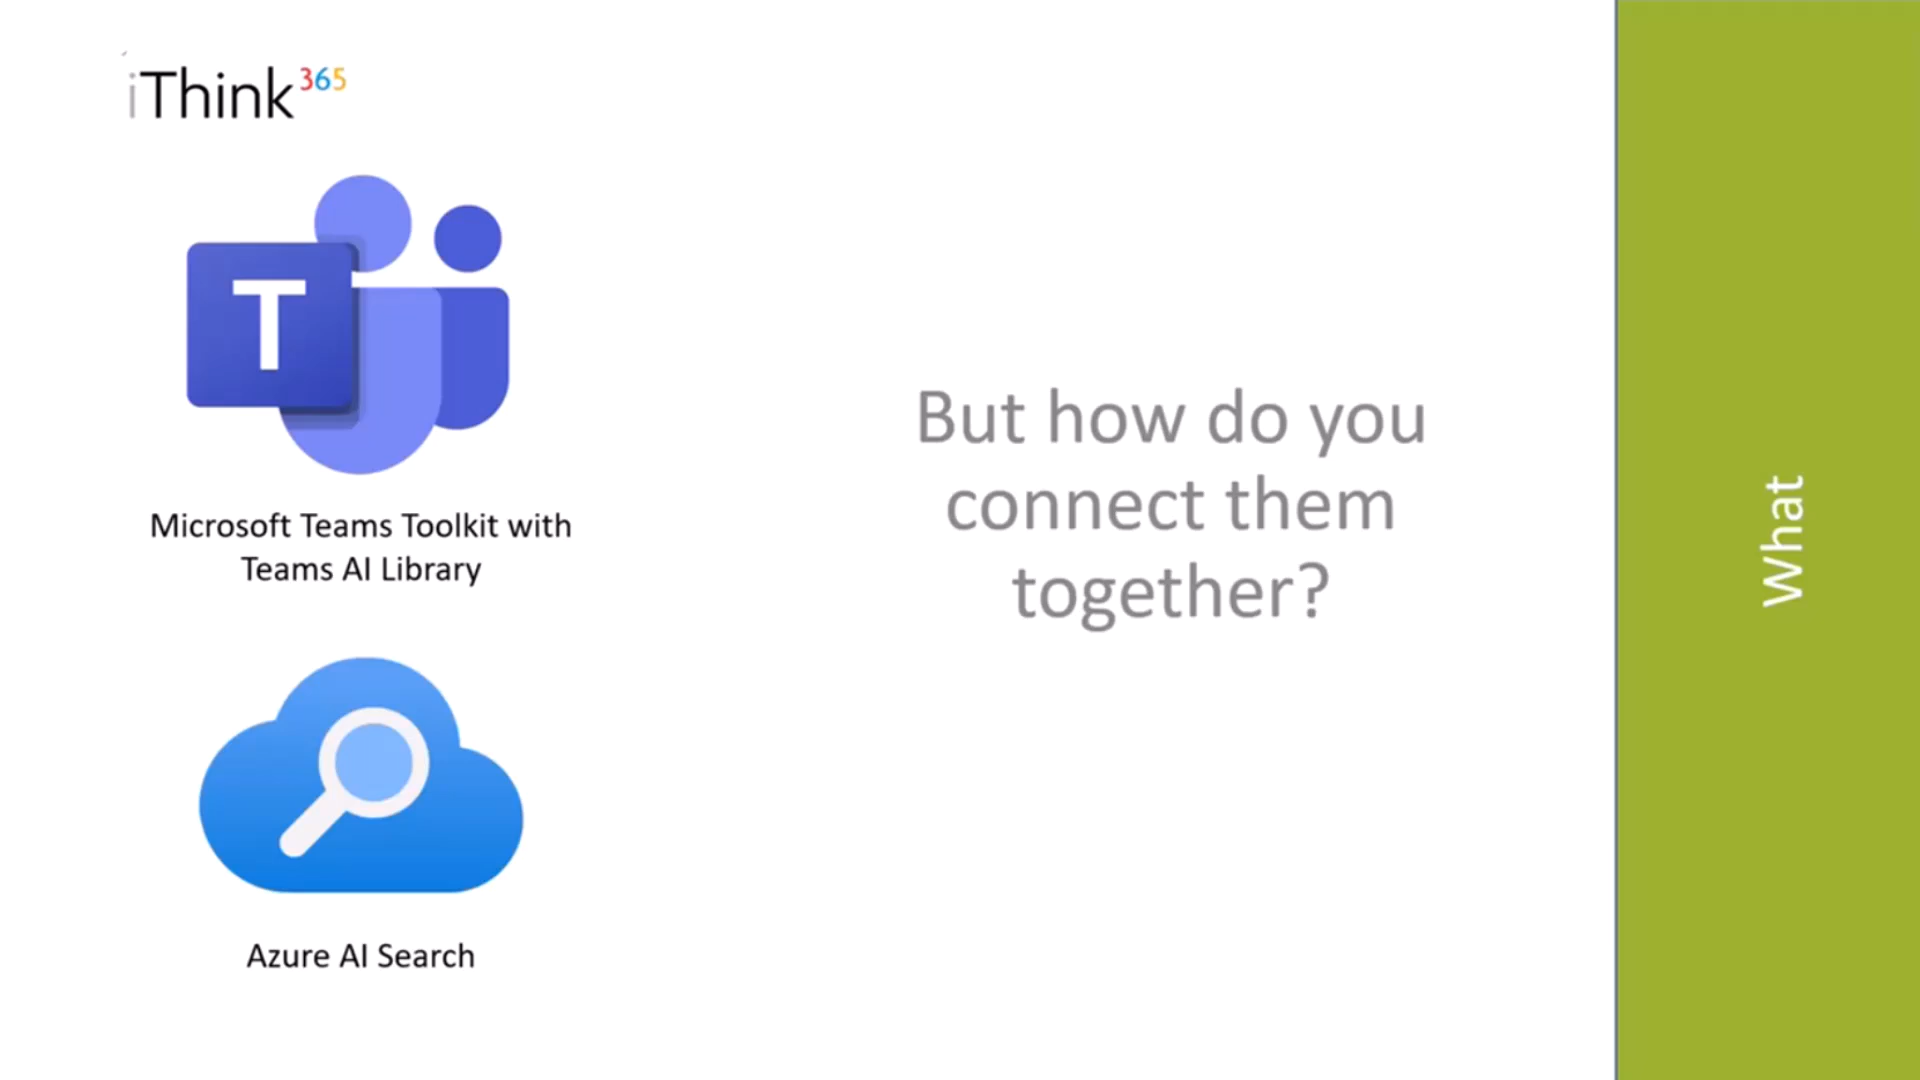 iThink365
T
Microsoft Teams Toolkit with
Teams AI Library
Azure AI Search
But how do you
connect them
together?
What